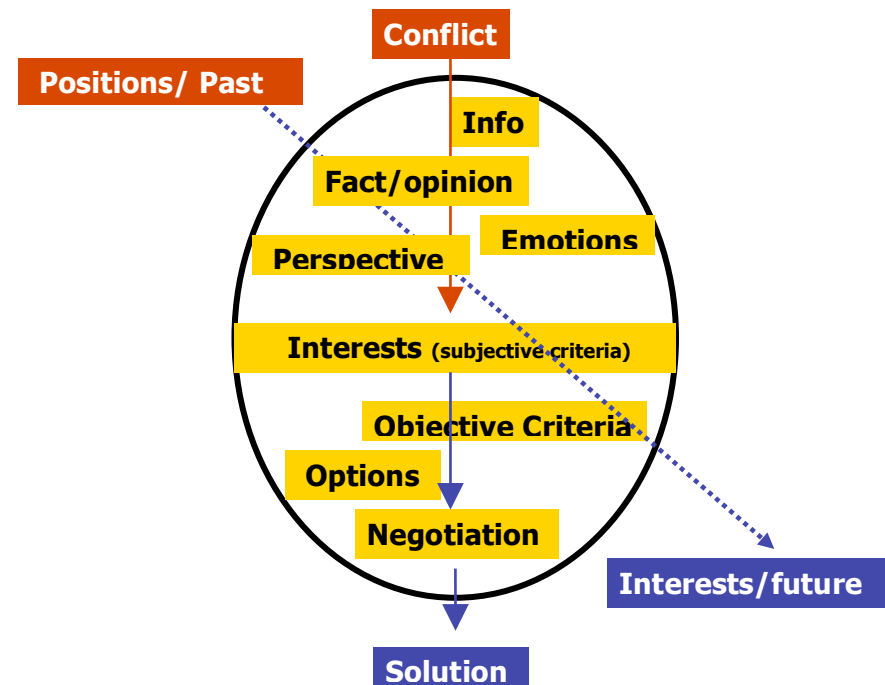 Conflict
Positions/ Past
Info
Fact/opinion
Emotions
Perspective
Interests (subjective criteria)
Objective Criteria
Options
Negotiation
Interests/future
Solution